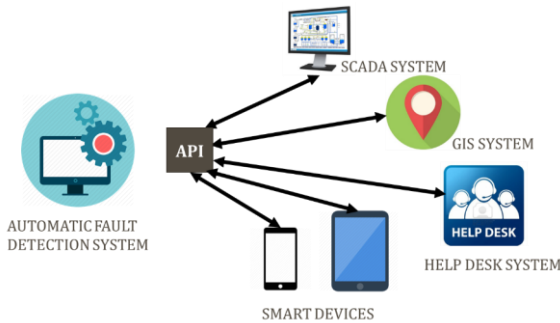 SCADA SYSTEM
API
GIS SYSTEM
AUTOMATIC FAULT
DETECTION SYSTEM
HELP DESK
HELP DESK SYSTEM
SMART DEVICES